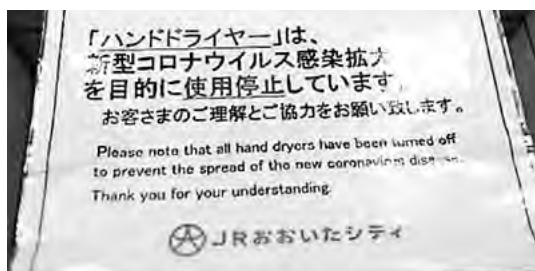 「ハンドドライヤー」は、
新型コロナウイルス感染拡大
を目的に使用停止しています。
お客さまのご理解とご協力をお願い致します。
Please note that all hand dryers have been turned off
to prevent the spread of the new coronavirus disease.
Thank you for your understanding.
JRおおいたシティ